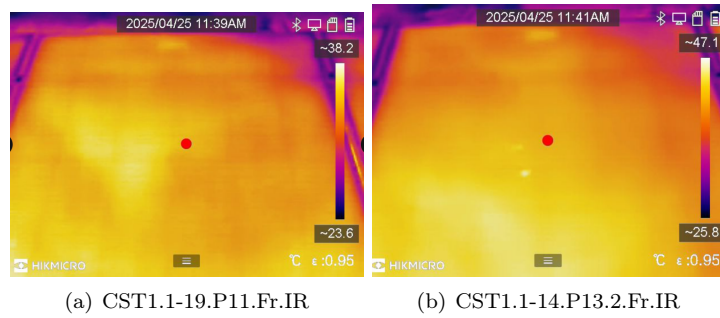 2025/04/25 11:39AM
~38.2
~23.6
HIKMICRO
℃ ε :0.95
2025/04/25 11:41AM
~47.1
~25.8
HIKMICRO
℃ ε :0.95
(a) CST1.1-19.P11.Fr.IR
(b) CST1.1-14.P13.2.Fr.IR